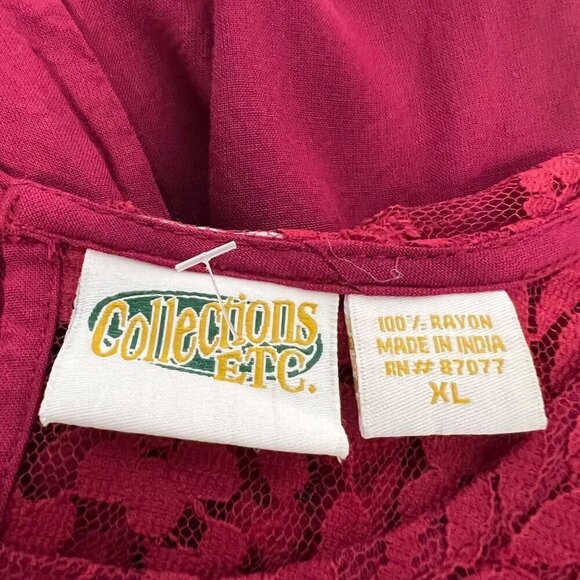 Collections
ETC.
100% RAYON
MADE IN INDIA
RN# 87077
XL